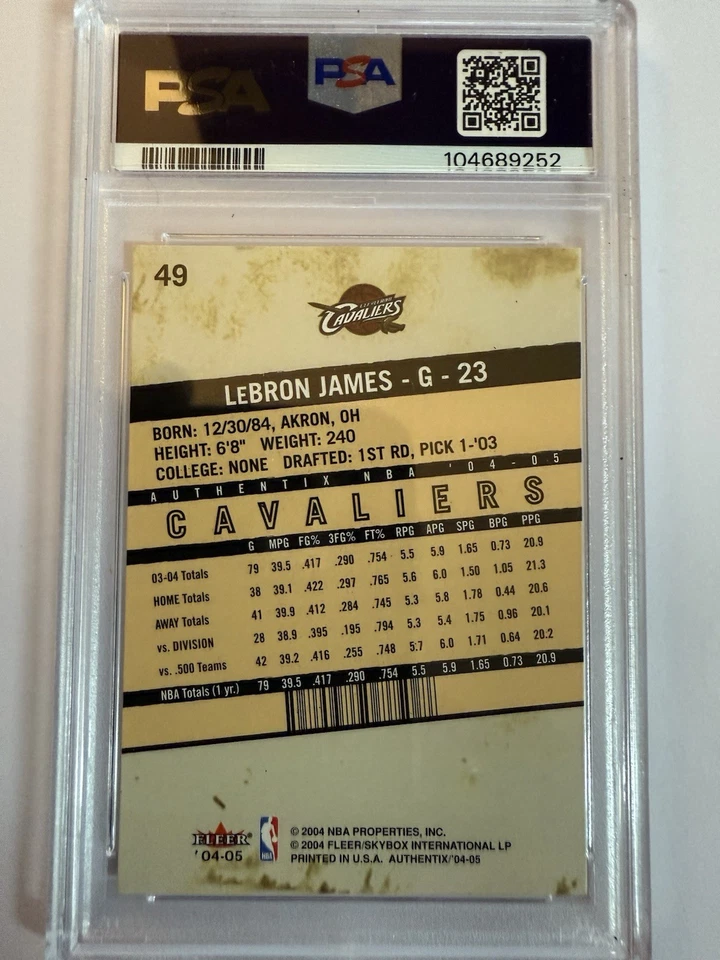 PSA PSA
104689252
49
CLEVELAND
CAVALIERS
LEBRON JAMES - G - 23
BORN: 12/30/84, AKRON, OH
HEIGHT: 6'8" WEIGHT: 240
COLLEGE: NONE DRAFTED: 1ST RD, PICK 1-'03
AUTHENTIX NBA '04-05
CAVALIERS
G MPG FG% 3FG% FT% RPG APG SPG BPG PPG
03-04 Totals 79 39.5 .417 .290 .754 5.5 5.9 1.65 0.73 20.9
HOME Totals 38 39.1 .422 .297 .765 5.6 6.0 1.50 1.05 21.3
AWAY Totals 41 39.9 .412 .284 .745 5.3 5.8 1.78 0.44 20.6
vs. DIVISION 28 38.9 .395 .195 .794 5.3 5.4 1.75 0.96 20.1
vs. .500 Teams 42 39.2 .416 .255 .748 5.7 6.0 1.71 0.64 20.2
NBA Totals (1 yr.) 79 39.5 .417 .290 .754 5.5 5.9 1.65 0.73 20.9
FLEER
'04-05
NBA
© 2004 NBA PROPERTIES, INC.
© 2004 FLEER/SKYBOX INTERNATIONAL LP
PRINTED IN U.S.A. AUTHENTIX/'04-05